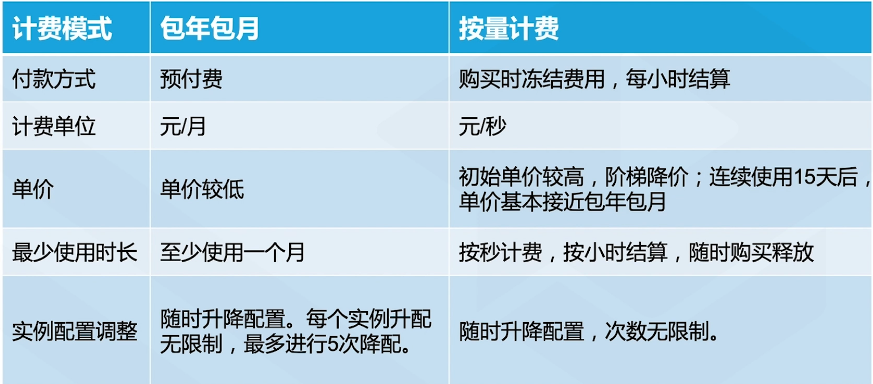 计费模式 包年包月 按量计费
付款方式 预付费 购买时冻结费用，每小时结算
计费单位 元/月 元/秒
单价 单价较低 初始单价较高，阶梯降价；连续使用15天后，
单价基本接近包年包月
最少使用时长 至少使用一个月 按秒计费，按小时结算，随时购买释放
实例配置调整 随时升降配置。每个实例升配
无限制，最多进行5次降配。 随时升降配置，次数无限制。